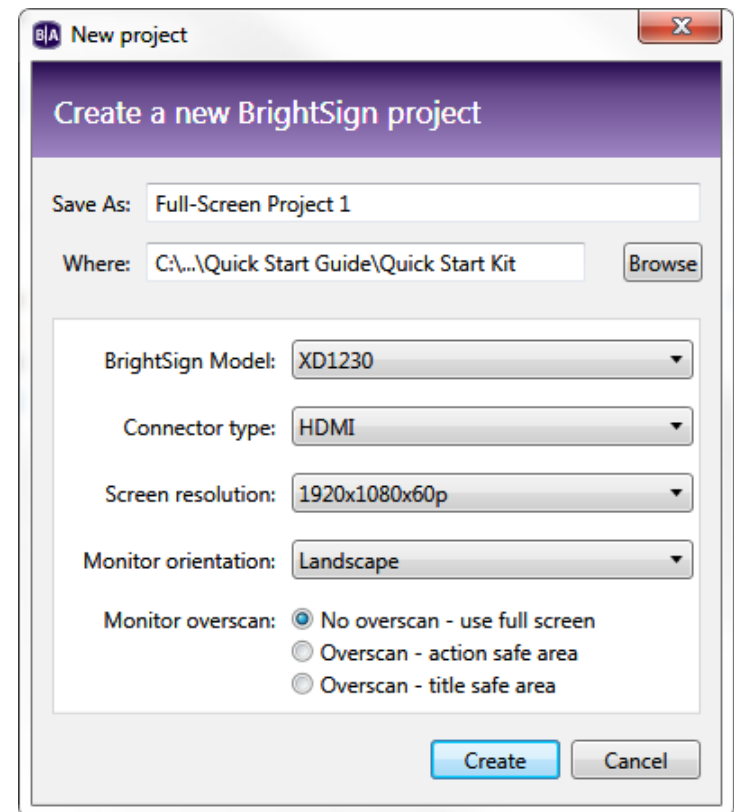 B|A New project
Create a new BrightSign project
Save As: Full-Screen Project 1
Where: C:\...\Quick Start Guide\Quick Start Kit Browse
BrightSign Model: XD1230
Connector type: HDMI
Screen resolution: 1920x1080x60p
Monitor orientation: Landscape
Monitor overscan: No overscan - use full screen
Overscan - action safe area
Overscan - title safe area
Create Cancel